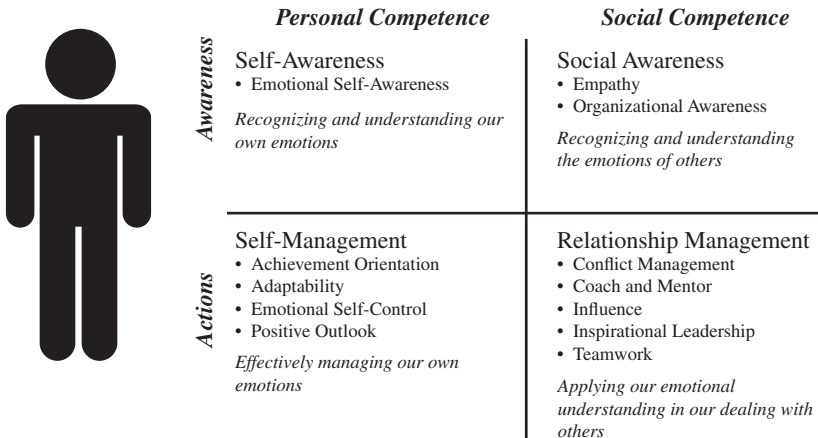 Personal Competence
Social Competence
Awareness
Self-Awareness
• Emotional Self-Awareness
Recognizing and understanding our
own emotions
Social Awareness
• Empathy
• Organizational Awareness
Recognizing and understanding
the emotions of others
Actions
Self-Management
• Achievement Orientation
• Adaptability
• Emotional Self-Control
• Positive Outlook
Effectively managing our own
emotions
Relationship Management
• Conflict Management
• Coach and Mentor
• Influence
• Inspirational Leadership
• Teamwork
Applying our emotional
understanding in our dealing with
others